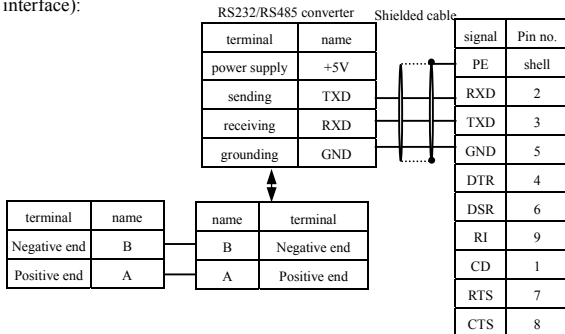 interface):
RS232/RS485 converter
Shielded cable
terminal name
power supply +5V
sending TXD
receiving RXD
grounding GND
signal Pin no.
PE shell
RXD 2
TXD 3
GND 5
DTR 4
DSR 6
RI 9
CD 1
RTS 7
CTS 8
terminal name
Negative end B
Positive end A
name terminal
B Negative end
A Positive end